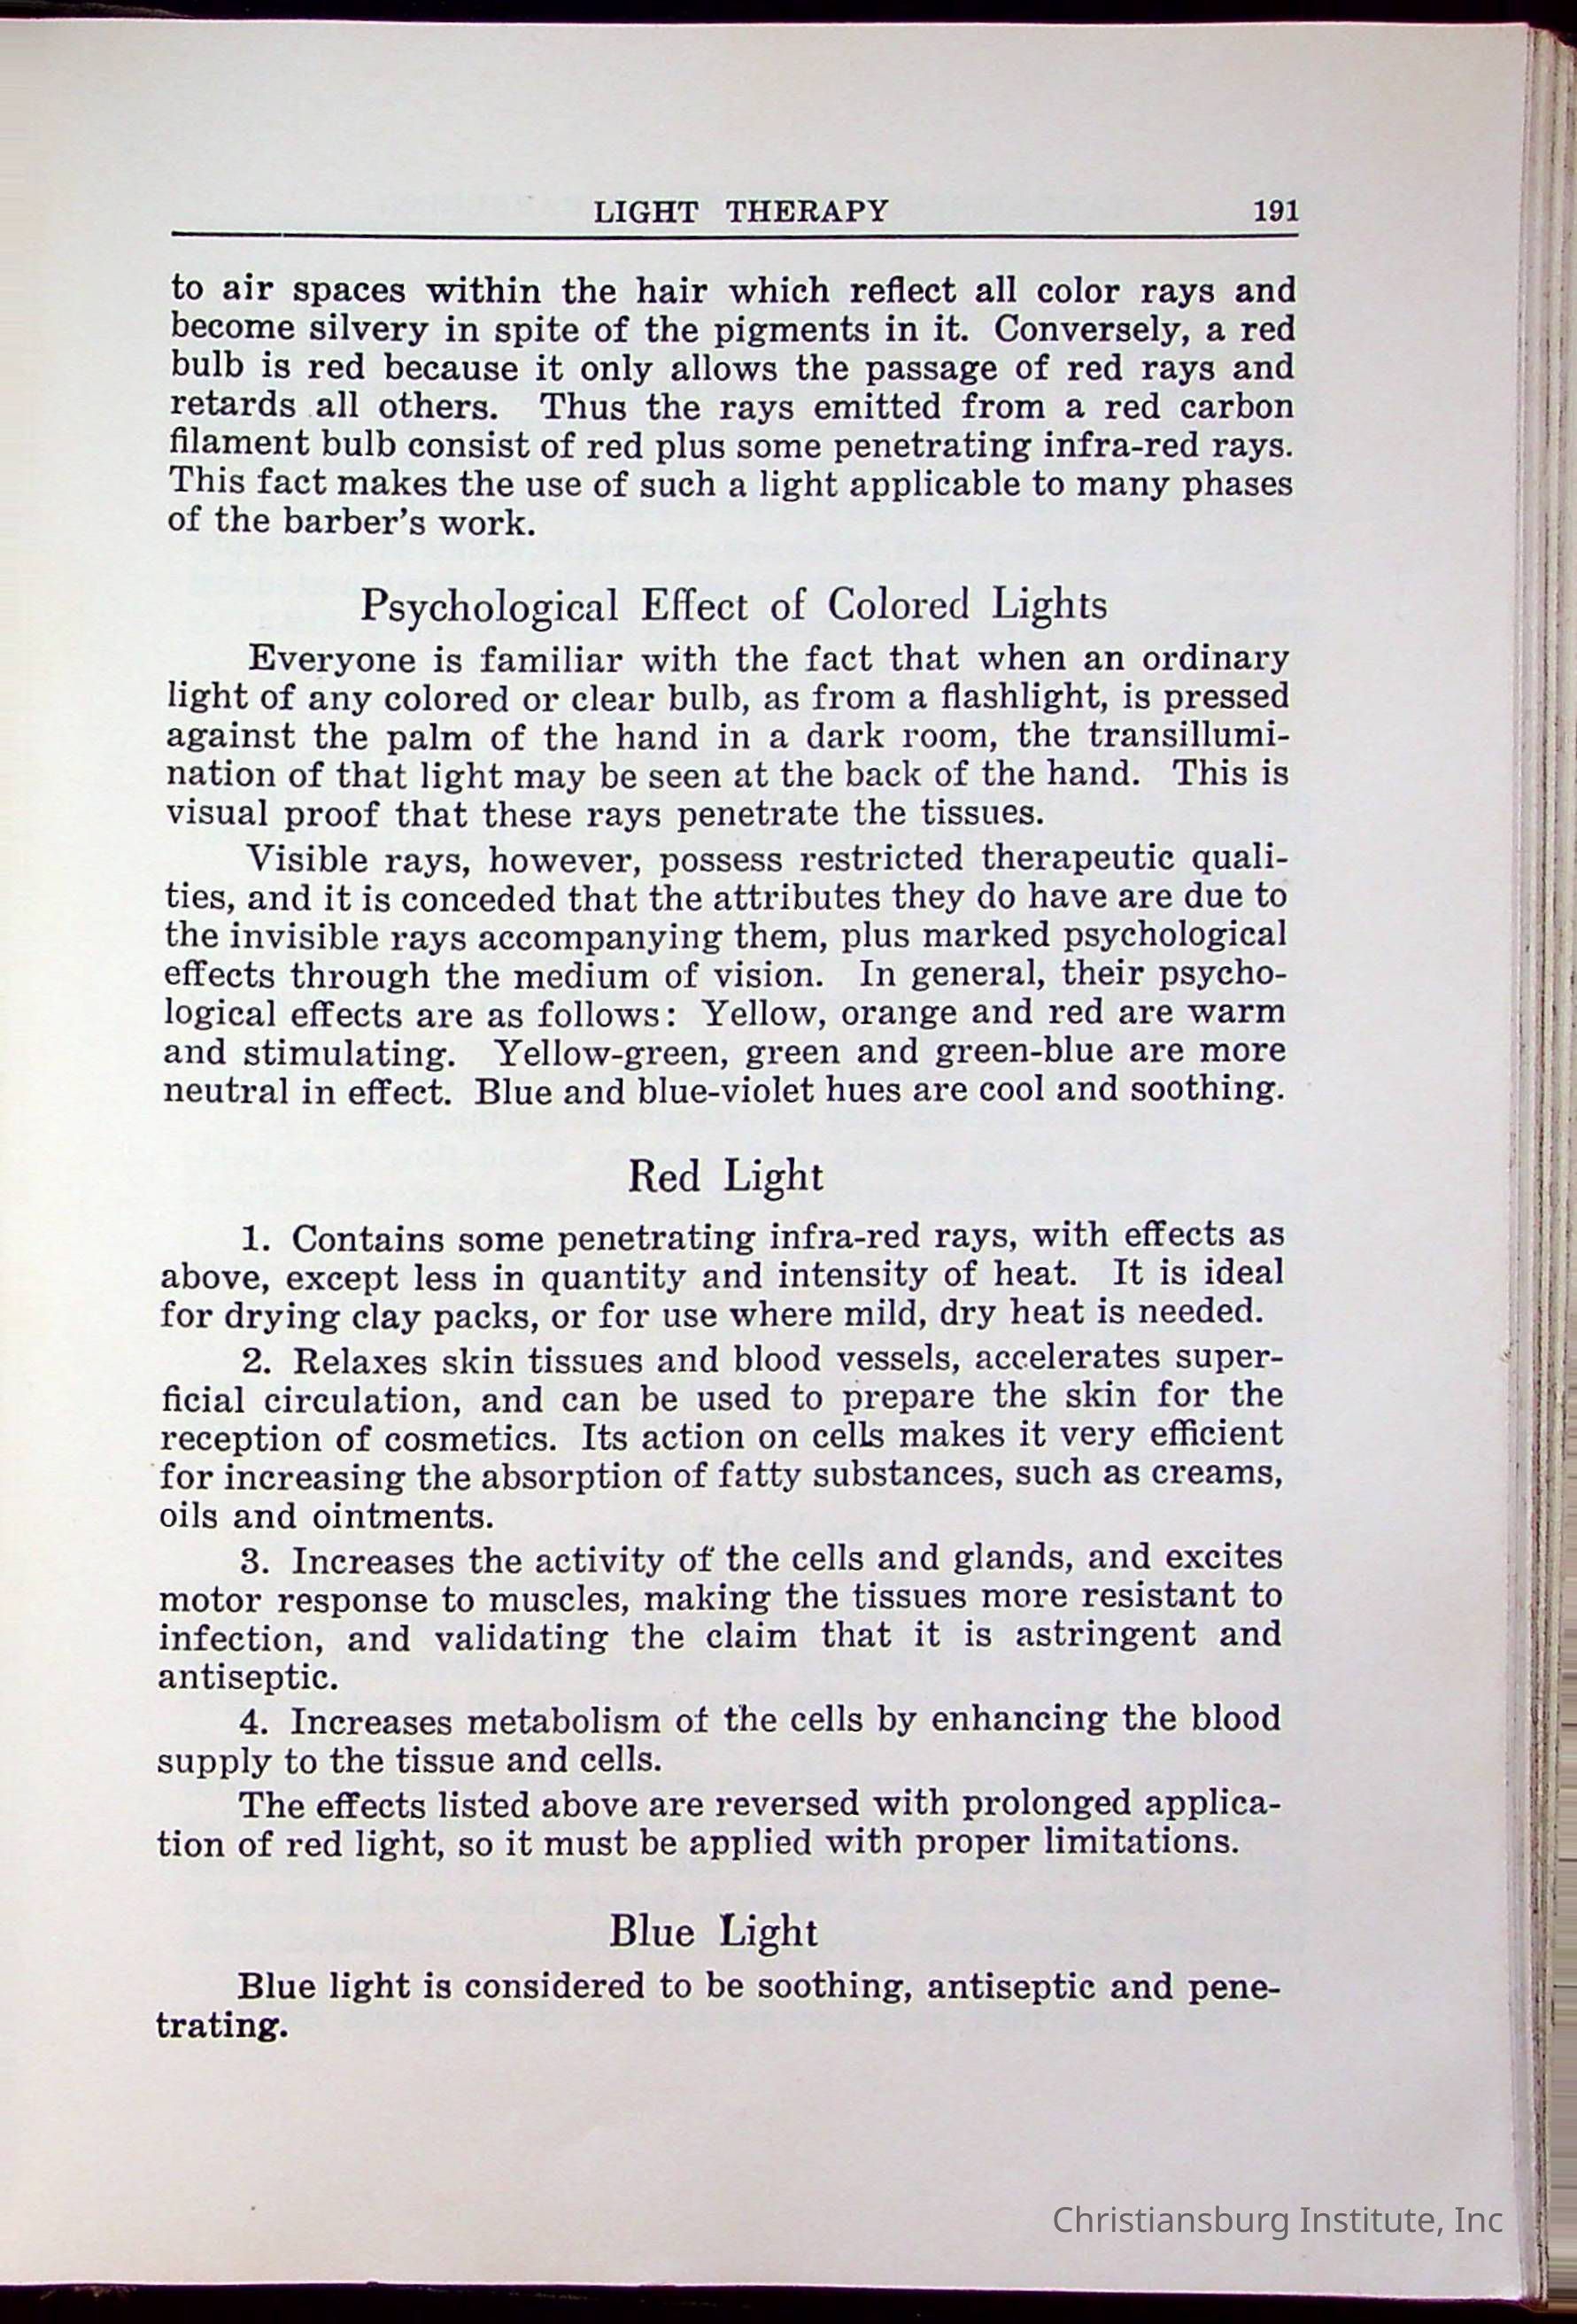 LIGHT THERAPY 191
to air spaces within the hair which reflect all color rays and
become silvery in spite of the pigments in it. Conversely, a red
bulb is red because it only allows the passage of red rays and
retards all others. Thus the rays emitted from a red carbon
filament bulb consist of red plus some penetrating infra-red rays.
This fact makes the use of such a light applicable to many phases
of the barber's work.
Psychological Effect of Colored Lights
Everyone is familiar with the fact that when an ordinary
light of any colored or clear bulb, as from a flashlight, is pressed
against the palm of the hand in a dark room, the transillumi-
nation of that light may be seen at the back of the hand. This is
visual proof that these rays penetrate the tissues.
Visible rays, however, possess restricted therapeutic quali-
ties, and it is conceded that the attributes they do have are due to
the invisible rays accompanying them, plus marked psychological
effects through the medium of vision. In general, their psycho-
logical effects are as follows: Yellow, orange and red are warm
and stimulating. Yellow-green, green and green-blue are more
neutral in effect. Blue and blue-violet hues are cool and soothing.
Red Light
1. Contains some penetrating infra-red rays, with effects as
above, except less in quantity and intensity of heat. It is ideal
for drying clay packs, or for use where mild, dry heat is needed.
2. Relaxes skin tissues and blood vessels, accelerates super-
ficial circulation, and can be used to prepare the skin for the
reception of cosmetics. Its action on cells makes it very efficient
for increasing the absorption of fatty substances, such as creams,
oils and ointments.
3. Increases the activity of the cells and glands, and excites
motor response to muscles, making the tissues more resistant to
infection, and validating the claim that it is astringent and
antiseptic.
4. Increases metabolism of the cells by enhancing the blood
supply to the tissue and cells.
The effects listed above are reversed with prolonged applica-
tion of red light, so it must be applied with proper limitations.
Blue Light
Blue light is considered to be soothing, antiseptic and pene-
trating.
Christiansburg Institute, Inc